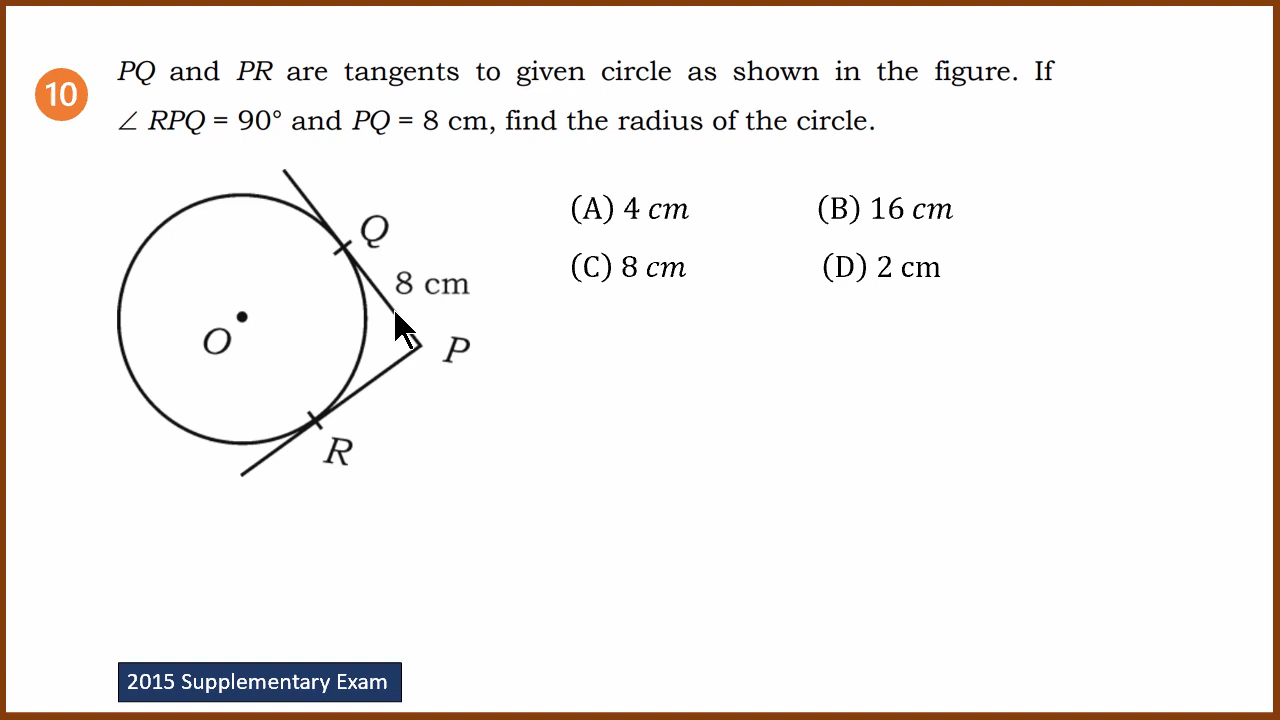 10
PQ and PR are tangents to given circle as shown in the figure. If
∠ RPQ = 90° and PQ = 8 cm, find the radius of the circle.
(A) 4 cm (B) 16 cm
(C) 8 cm (D) 2 cm
Q
8 cm
O
P
R
2015 Supplementary Exam